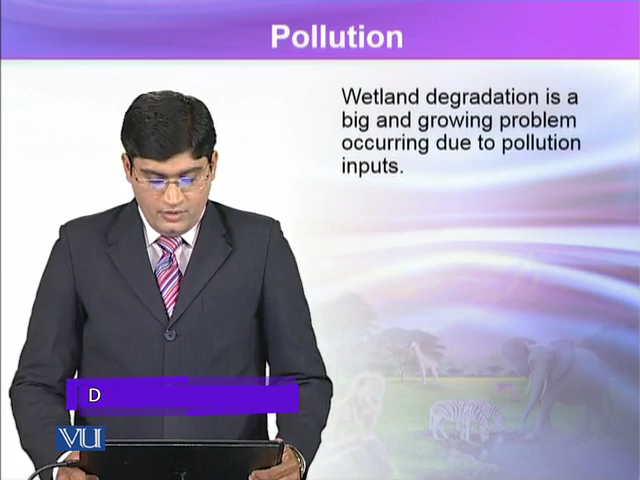 Pollution
Wetland degradation is a
big and growing problem
occurring due to pollution
inputs.
D
VU